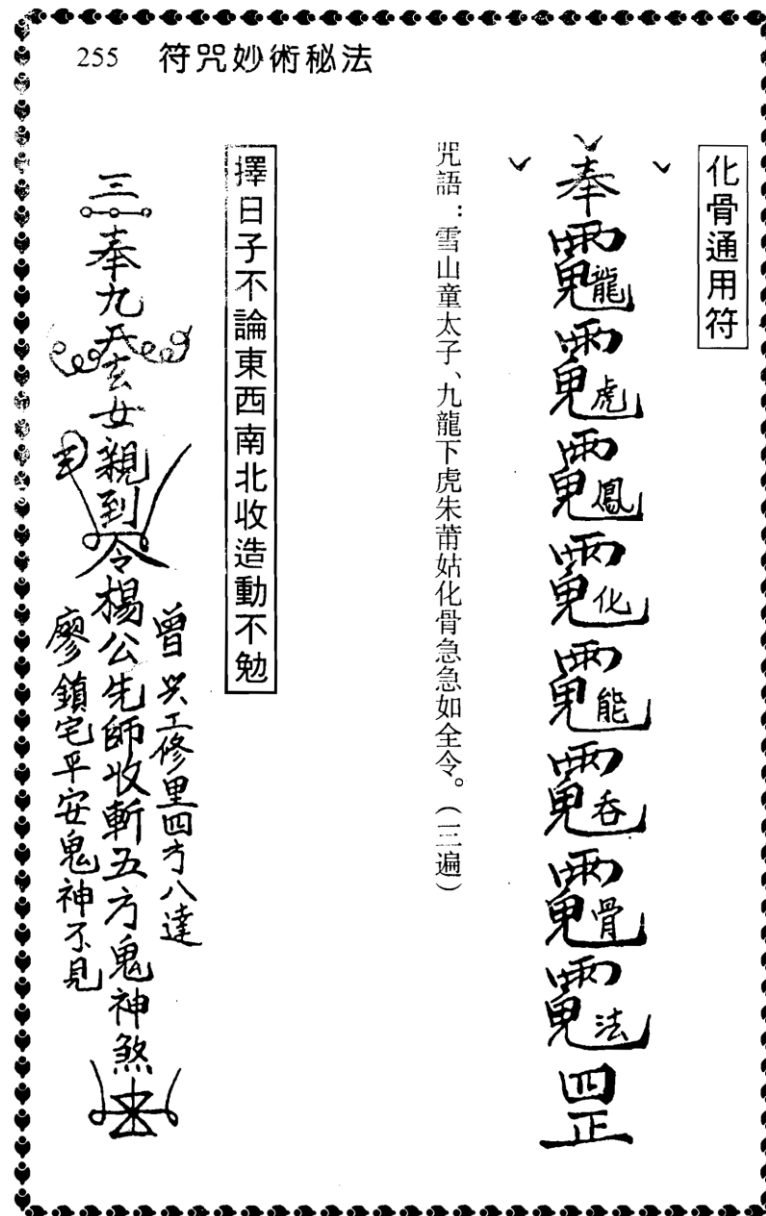 255 符咒妙術秘法
化骨通用符
奉
龍
虎
鳳
化
能
吞
骨
法
罡
咒語：雪山童太子、九龍下虎朱莆姑化骨急急如全令。（三遍）
擇日子不論東西南北收造動不勉
曾 興工修里四方八達
三奉九天玄女親到令楊公先師收斬五方鬼神煞
廖鎮宅平安鬼神不見